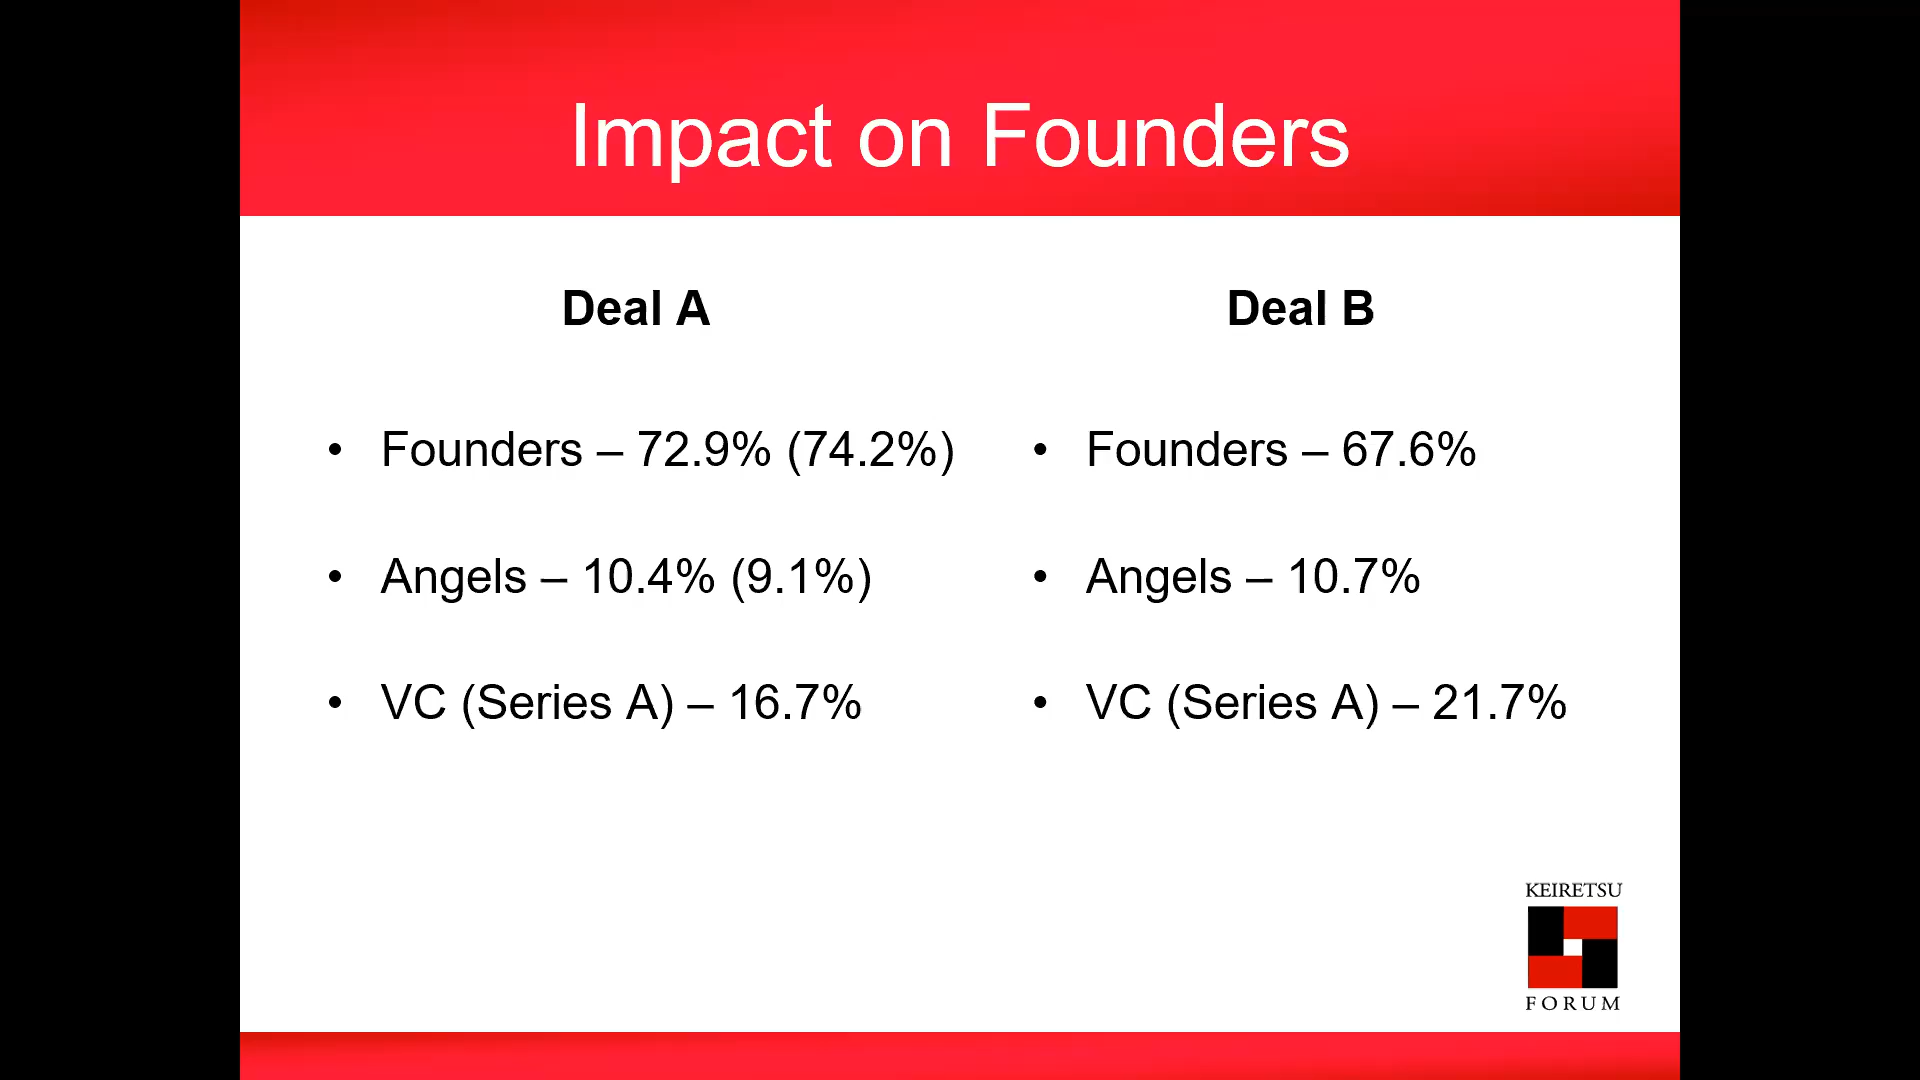 Impact on Founders
Deal A
• Founders – 72.9% (74.2%)
• Angels – 10.4% (9.1%)
• VC (Series A) – 16.7%
Deal B
• Founders – 67.6%
• Angels – 10.7%
• VC (Series A) – 21.7%
KEIRETSU
FORUM